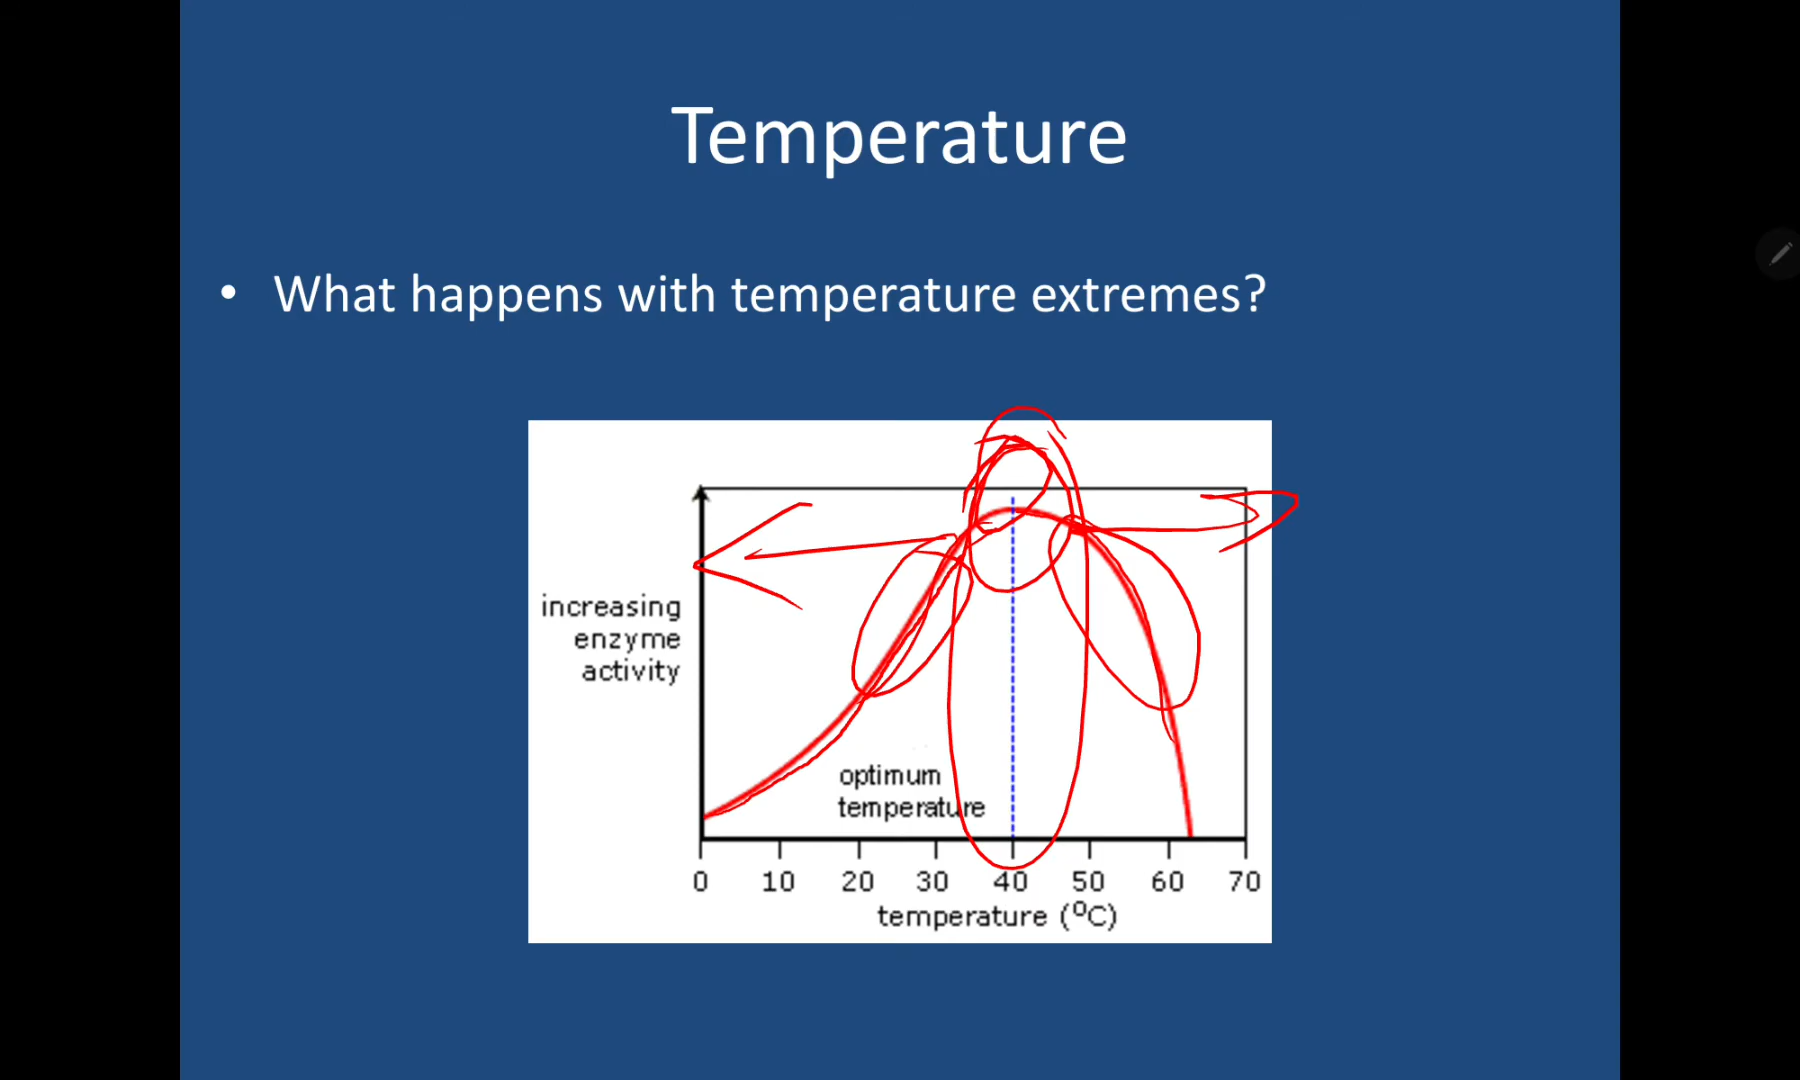 Temperature
• What happens with temperature extremes?
increasing
enzyme
activity
optimum
temperature
0 10 20 30 40 50 60 70
temperature (⁰C)